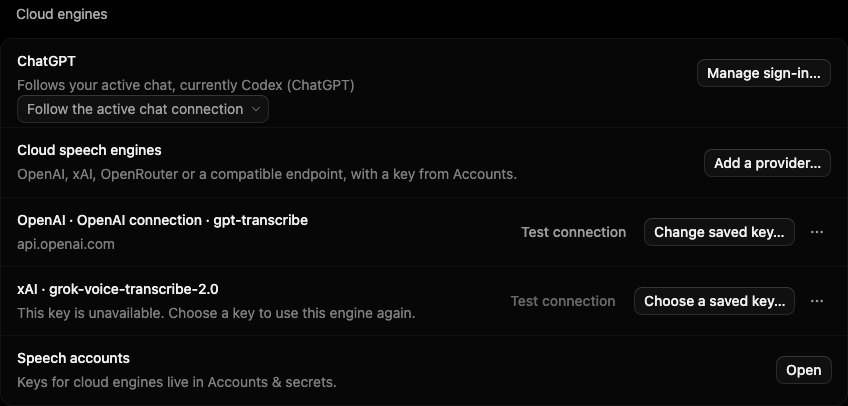 Cloud engines
ChatGPT
Follows your active chat, currently Codex (ChatGPT)
Manage sign-in...
Follow the active chat connection
Cloud speech engines
OpenAI, xAI, OpenRouter or a compatible endpoint, with a key from Accounts.
Add a provider...
OpenAI · OpenAI connection · gpt-transcribe
api.openai.com
Test connection
Change saved key...
xAI · grok-voice-transcribe-2.0
This key is unavailable. Choose a key to use this engine again.
Test connection
Choose a saved key...
Speech accounts
Keys for cloud engines live in Accounts & secrets.
Open